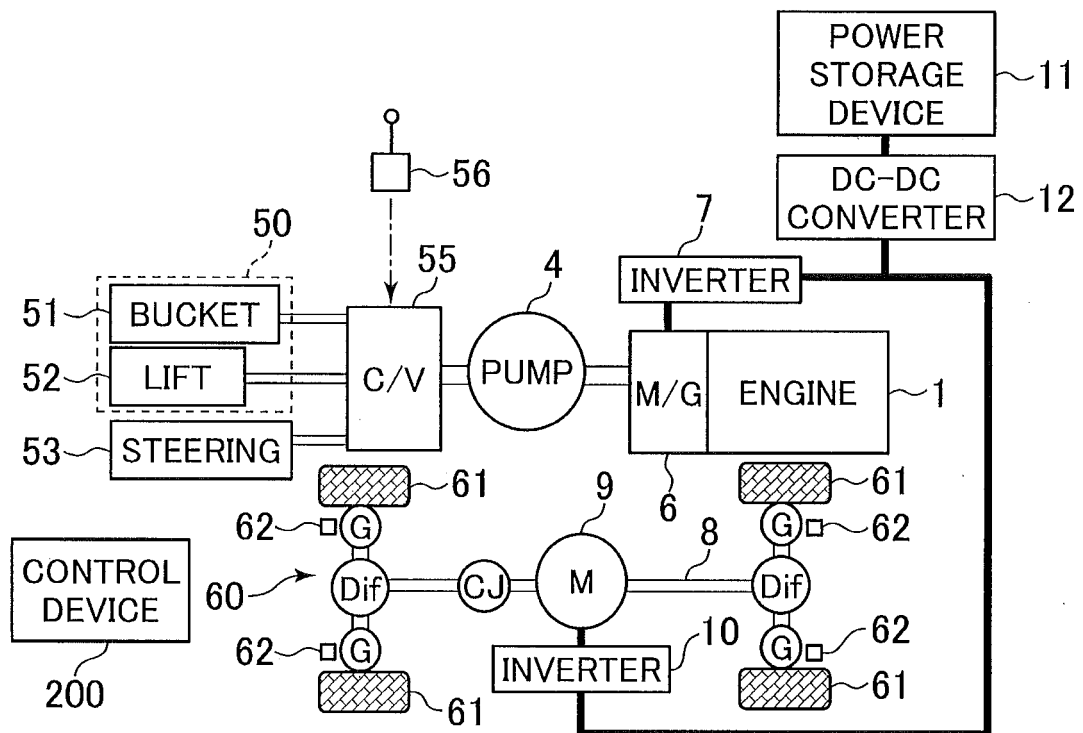 POWER
STORAGE
DEVICE
11
DC-DC
CONVERTER
12
56
7
INVERTER
50
55
4
51
BUCKET
52
LIFT
C/V
PUMP
M/G
ENGINE
1
53
STEERING
61
6
61
9
62
G
G
62
8
CONTROL
DEVICE
60
Dif
CJ
M
Dif
10
62
G
G
62
INVERTER
200
61
61